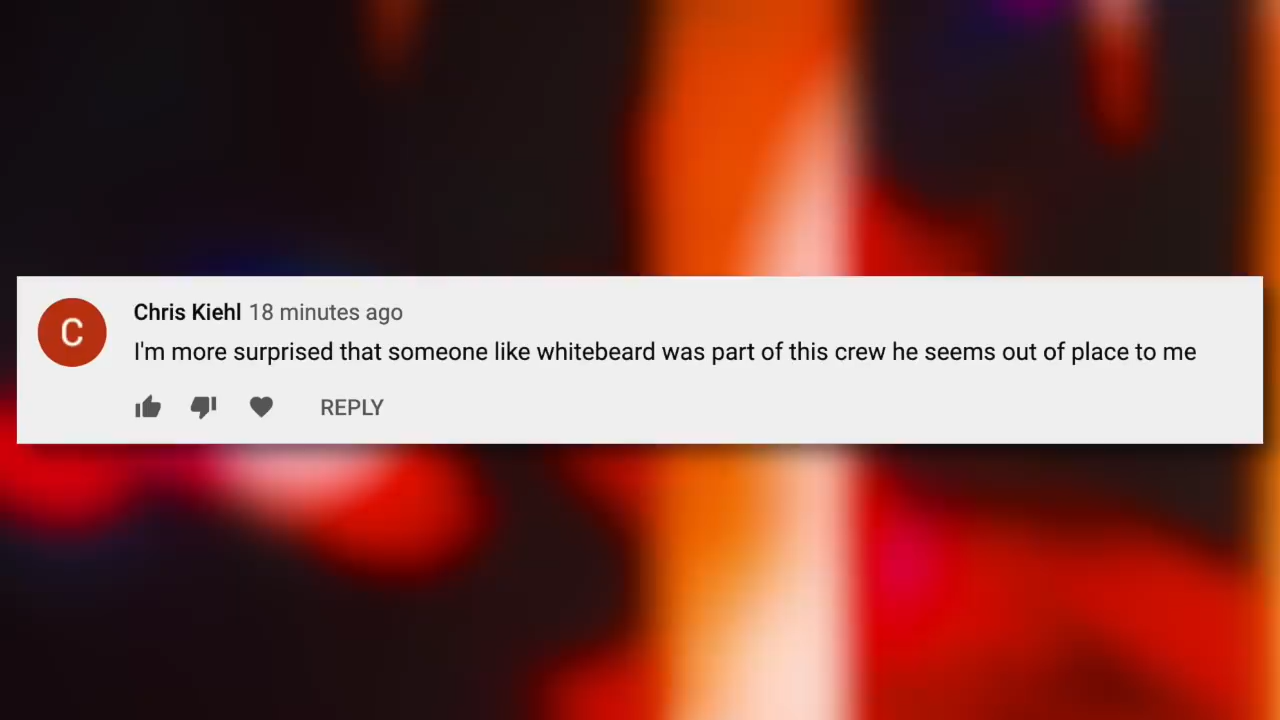 C
Chris Kiehl 18 minutes ago
I'm more surprised that someone like whitebeard was part of this crew he seems out of place to me
REPLY